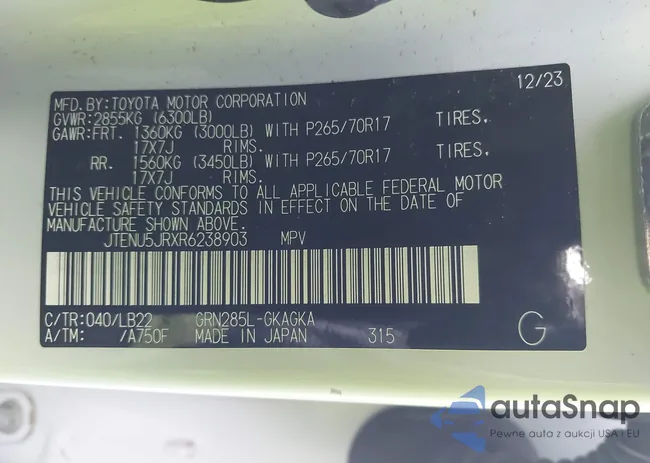 MFD.BY:TOYOTA MOTOR CORPORATION 12/23
GVWR:2855KG (6300LB)
GAWR:FRT. 1360KG (3000LB) WITH P265/70R17 TIRES,
17X7J RIMS.
RR. 1560KG (3450LB) WITH P265/70R17 TIRES,
17X7J RIMS.
THIS VEHICLE CONFORMS TO ALL APPLICABLE FEDERAL MOTOR
VEHICLE SAFETY STANDARDS IN EFFECT ON THE DATE OF
MANUFACTURE SHOWN ABOVE.
JTENU5JRXR6238903 MPV
C/TR:040/LB22 GRN285L-GKAGKA
A/TM: /A750F MADE IN JAPAN 315 G
autoSnap
Pewne auta z aukcji USA i EU